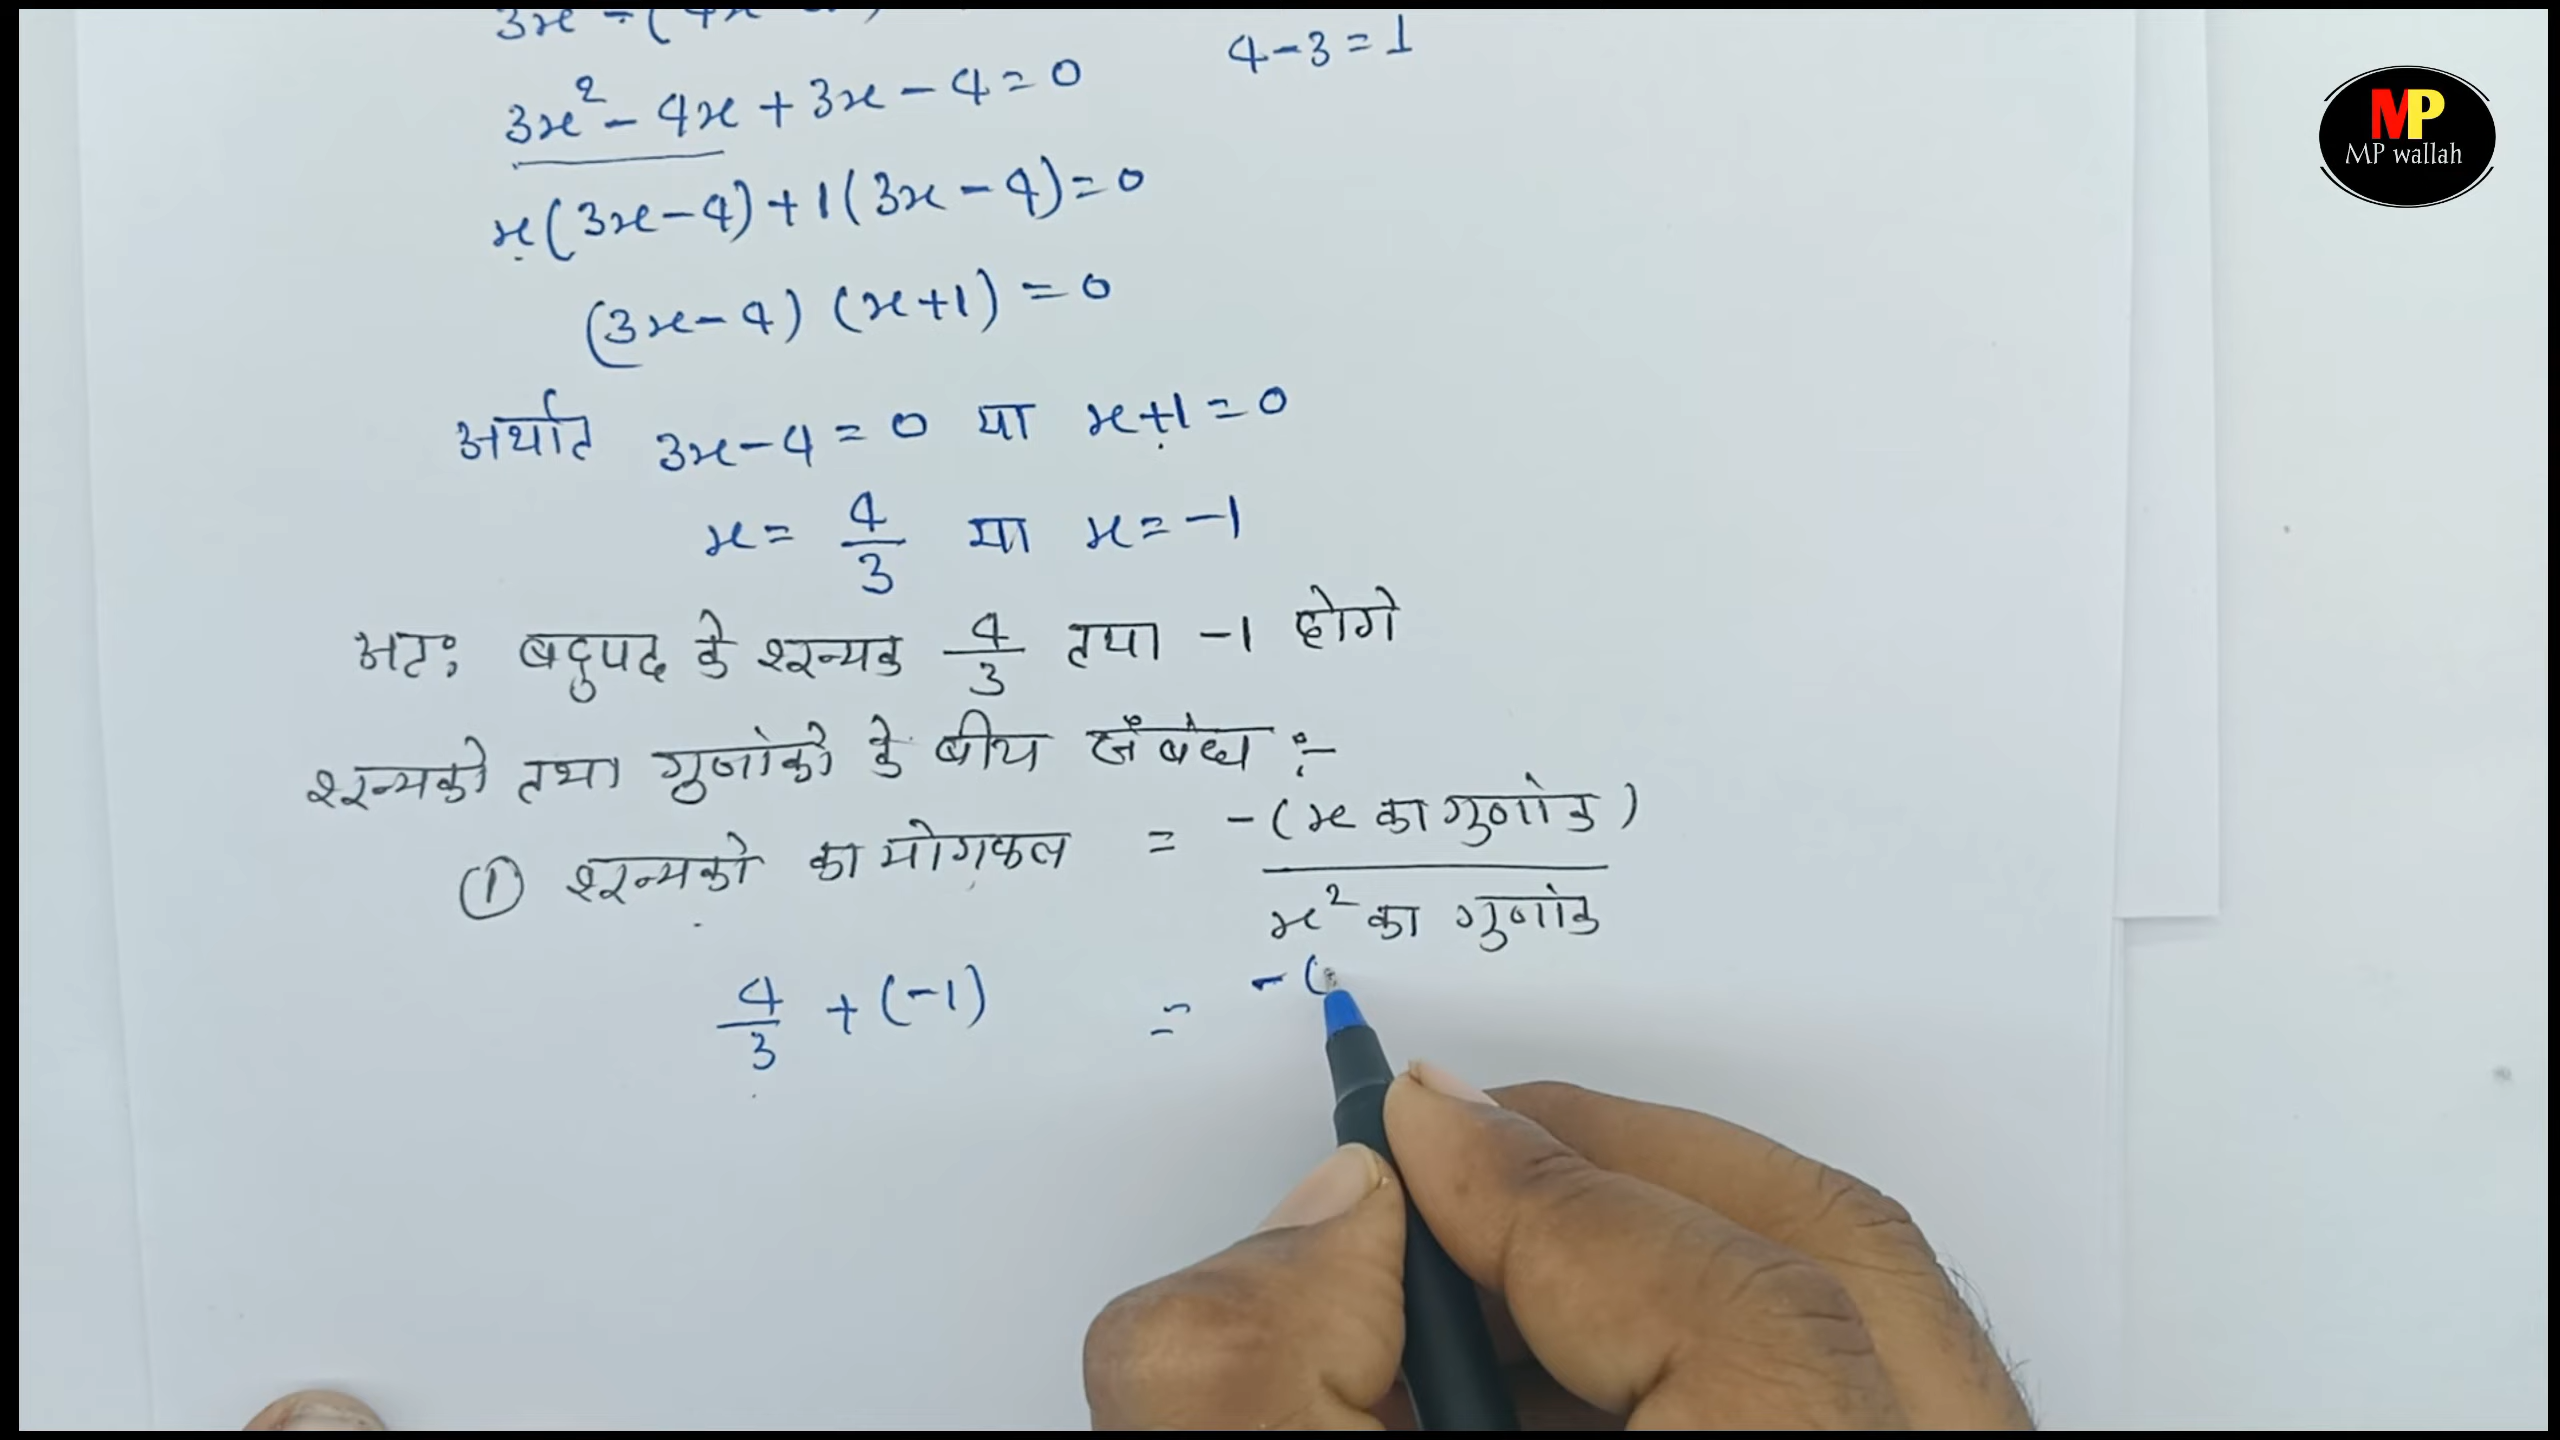 4-3=1
3x² - 4x + 3x - 4 = 0
x(3x-4)+1(3x-4)=0
(3x-4) (x+1) = 0
अर्थात 3x-4=0 या x+1=0
x = 4/3 या x = -1
अतः बहुपद के शून्यक 4/3 तथा -1 होगे
शून्यको तथा गुणांको के बीच संबंध :-
① शून्यको का योगफल = -(x का गुणांक) / x² का गुणांक
4/3 + (-1) = -(
MP
MP wallah